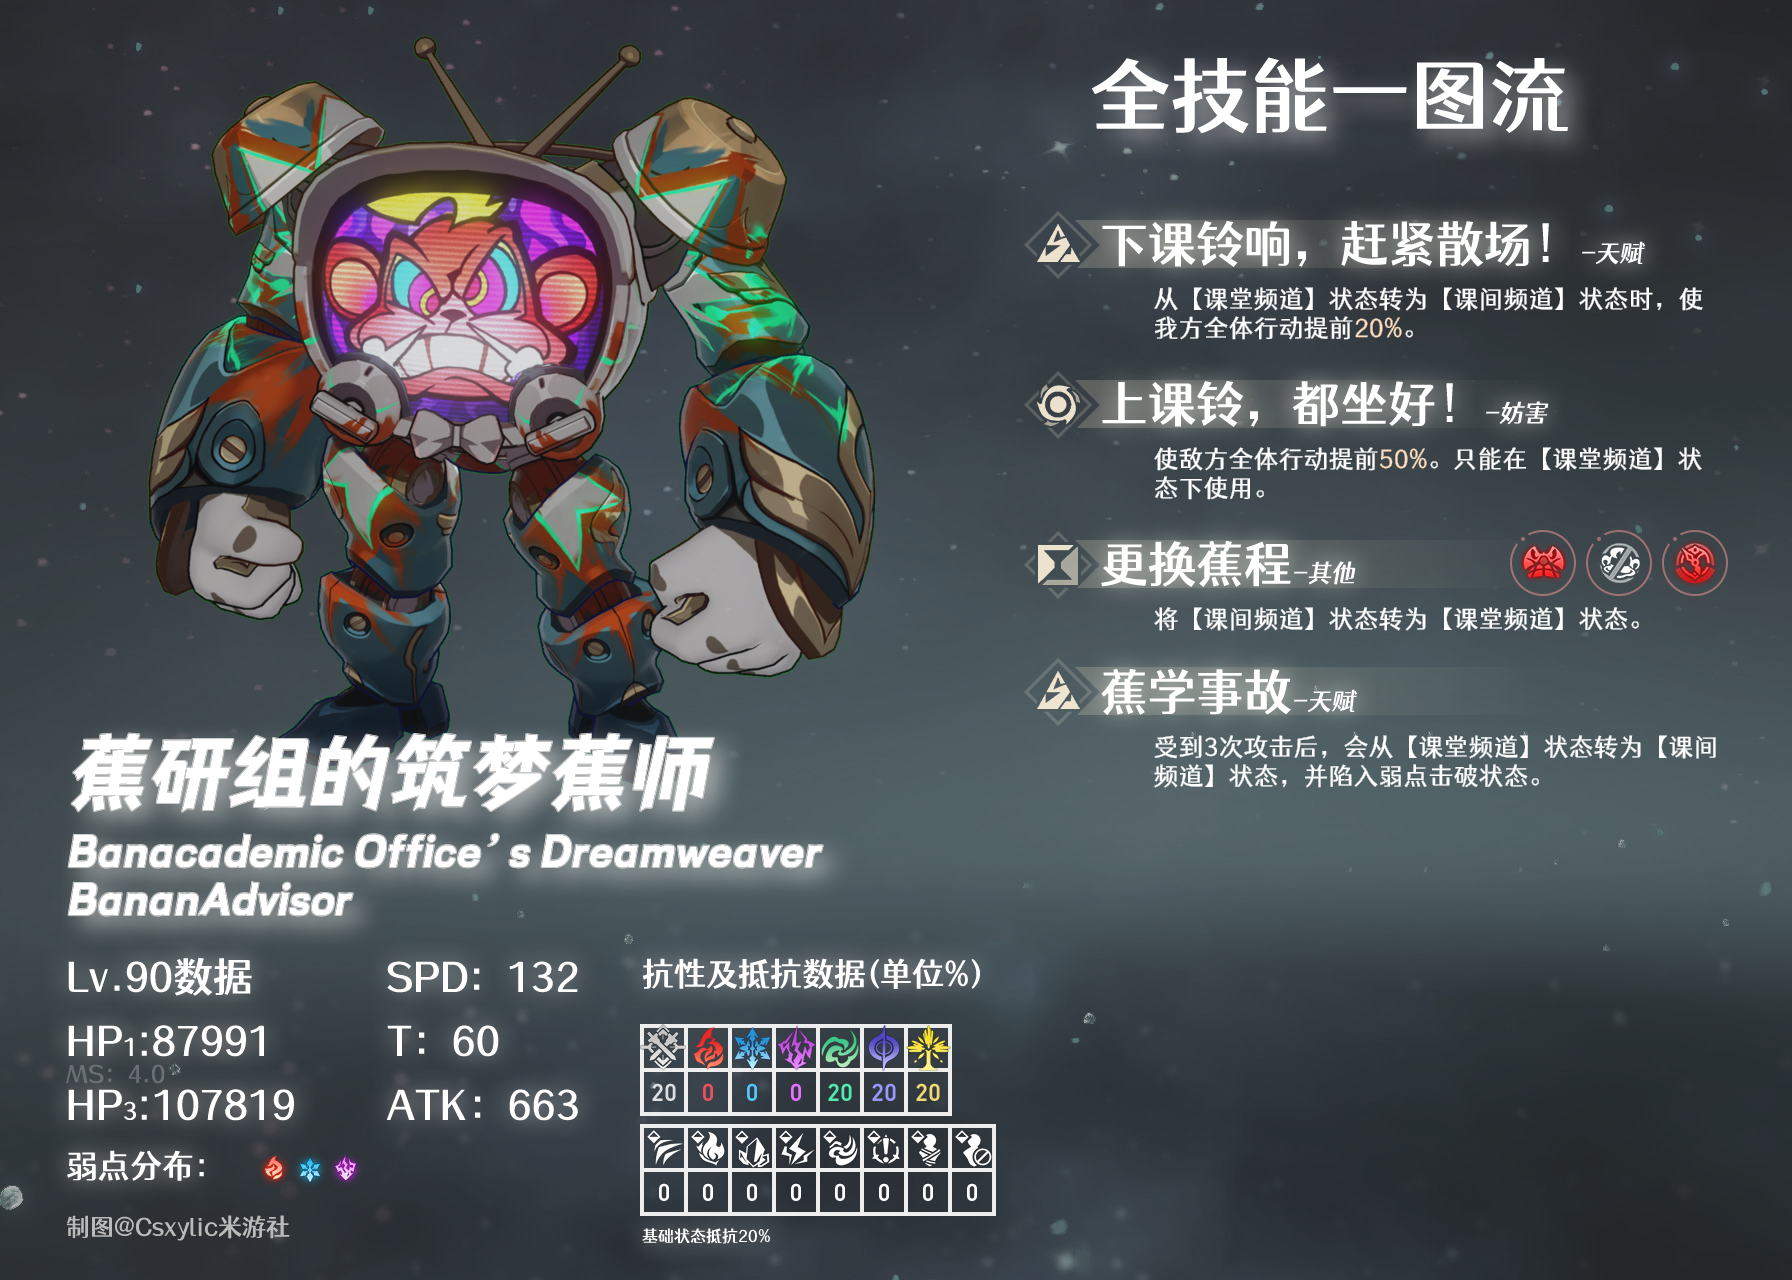 全技能一图流
下课铃响，赶紧散场！ -天赋
从【课堂频道】状态转为【课间频道】状态时，使
我方全体行动提前20%。
上课铃，都坐好！ -妨害
使敌方全体行动提前50%。只能在【课堂频道】状
态下使用。
更换蕉程-其他
将【课间频道】状态转为【课堂频道】状态。
蕉学事故-天赋
受到3次攻击后，会从【课堂频道】状态转为【课间
频道】状态，并陷入弱点击破状态。
蕉研组的筑梦蕉师
Banacademic Office’s Dreamweaver
BananAdvisor
Lv.90数据
SPD: 132
HP1:87991
T: 60
MS: 4.0
HP3:107819
ATK: 663
弱点分布：
制图@Csxylic米游社
抗性及抵抗数据(单位%)
20 0 0 0 20 20 20
0 0 0 0 0 0 0 0
基础状态抵抗20%